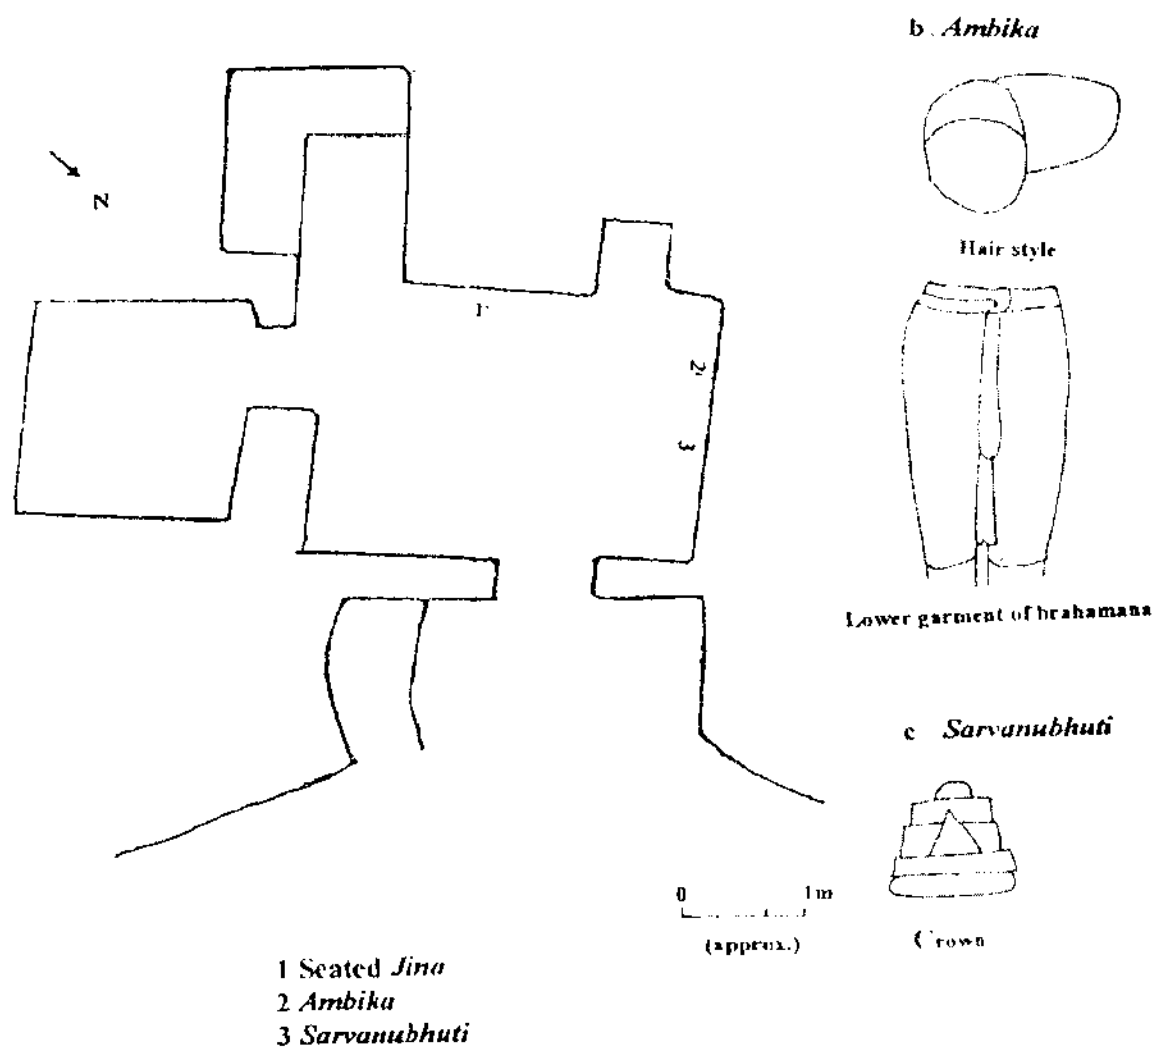 b. Ambika
N
Hair style
1
2
3
Lower garment of brahamana
c Sarvanubhuti
0 1m
(approx.)
Crown
1 Seated Jina
2 Ambika
3 Sarvanubhuti